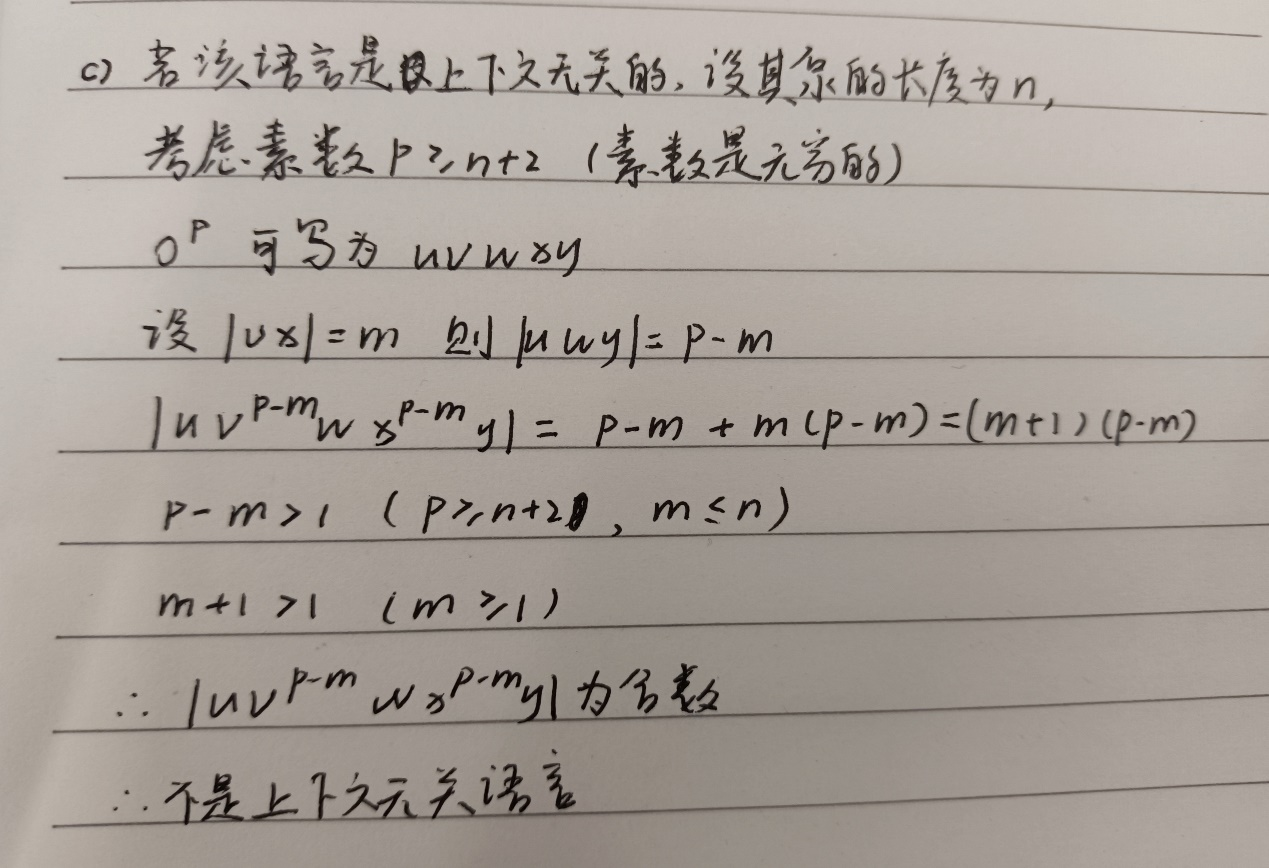 c) 若该语言是上下文无关的, 设其泵的长度为n,
考虑素数 p≥n+2 (素数是无穷的)
0^p 可写为 uvwxy
设 |vx|=m 则 |uwy|=p-m
|uv^{p-m}wx^{p-m}y| = p-m + m(p-m)=(m+1)(p-m)
p-m>1 (p≥n+2, m≤n)
m+1>1 (m≥1)
∴ |uv^{p-m}wx^{p-m}y| 为合数
∴ 不是上下文无关语言